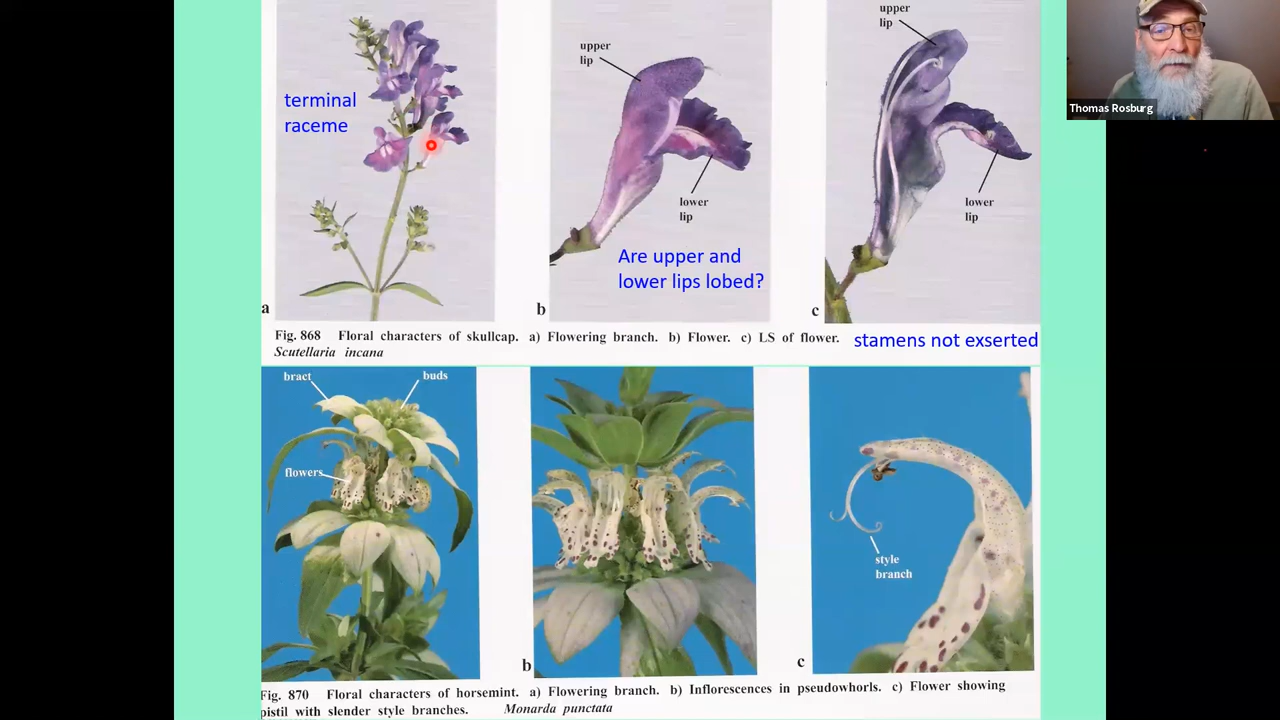 Thomas Rosburg
terminal
raceme
a
upper
lip
lower
lip
Are upper and
lower lips lobed?
b
upper
lip
lower
lip
c
Fig. 868 Floral characters of skullcap. a) Flowering branch. b) Flower. c) LS of flower.
Scutellaria incana
stamens not exserted
bract
buds
flowers
b
style
branch
c
Fig. 870 Floral characters of horsemint. a) Flowering branch. b) Inflorescences in pseudowhorls. c) Flower showing
pistil with slender style branches. Monarda punctata